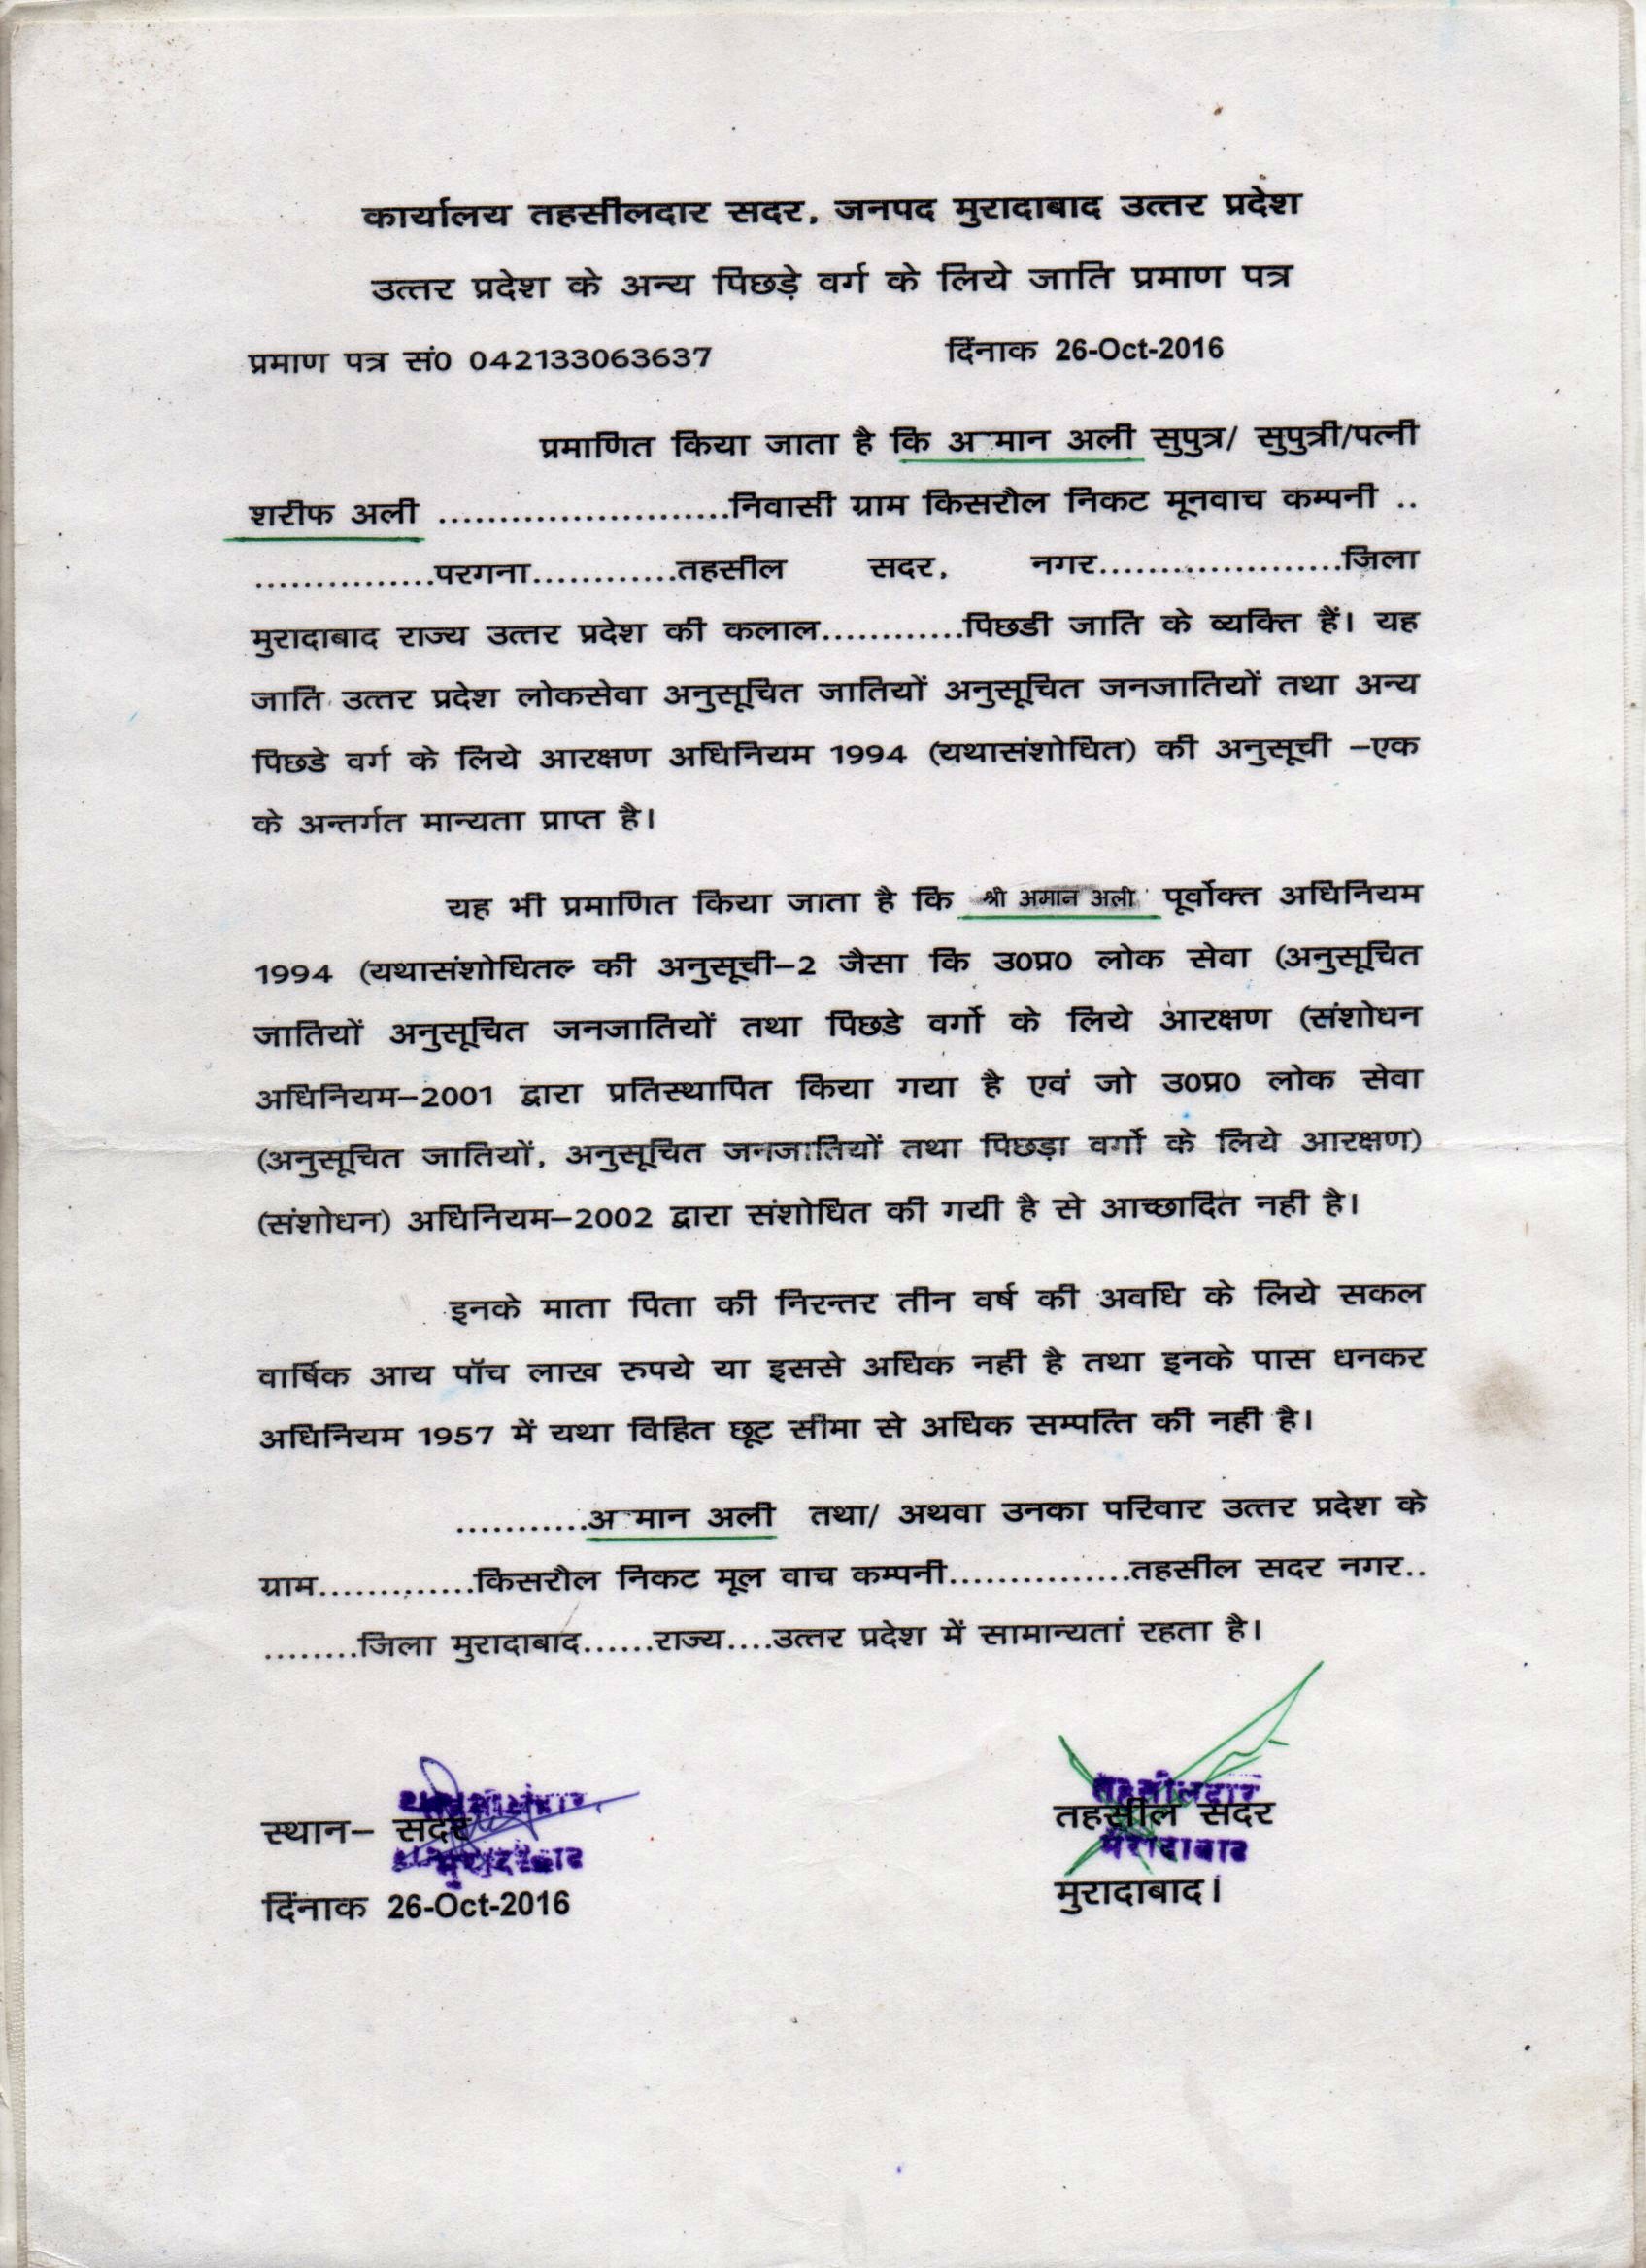 कार्यालय तहसीलदार सदर, जनपद मुरादाबाद उत्तर प्रदेश
उत्तर प्रदेश के अन्य पिछड़े वर्ग के लिये जाति प्रमाण पत्र
प्रमाण पत्र सं0 042133063637 दिंनाक 26-Oct-2016
प्रमाणित किया जाता है कि अमान अली सुपुत्र/ सुपुत्री/पत्नी
शरीफ अली ........................निवासी ग्राम किसरौल निकट मूनवाच कम्पनी ..
...............परगना............तहसील सदर, नगर....................जिला
मुरादाबाद राज्य उत्तर प्रदेश की कलाल............पिछडी जाति के व्यक्ति हैं। यह
जाति उत्तर प्रदेश लोकसेवा अनुसूचित जातियों अनुसूचित जनजातियों तथा अन्य
पिछडे वर्ग के लिये आरक्षण अधिनियम 1994 (यथासंशोधित) की अनुसूची –एक
के अन्तर्गत मान्यता प्राप्त है।
यह भी प्रमाणित किया जाता है कि श्री अमान अली पूर्वोक्त अधिनियम
1994 (यथासंशोधितल्‍ की अनुसूची–2 जैसा कि उ0प्र0 लोक सेवा (अनुसूचित
जातियों अनुसूचित जनजातियों तथा पिछडे वर्गो के लिये आरक्षण (संशोधन
अधिनियम–2001 द्वारा प्रतिस्थापित किया गया है एवं जो उ0प्र0 लोक सेवा
(अनुसूचित जातियों, अनुसूचित जनजातियों तथा पिछड़ा वर्गो के लिये आरक्षण)
(संशोधन) अधिनियम–2002 द्वारा संशोधित की गयी है से आच्छादित नही है।
इनके माता पिता की निरन्तर तीन वर्ष की अवधि के लिये सकल
वार्षिक आय पॉच लाख रुपये या इससे अधिक नही है तथा इनके पास धनकर
अधिनियम 1957 में यथा विहित छूट सीमा से अधिक सम्पत्ति की नही है।
...........अमान अली तथा/ अथवा उनका परिवार उत्तर प्रदेश के
ग्राम.............किसरौल निकट मूल वाच कम्पनी...............तहसील सदर नगर..
........जिला मुरादाबाद......राज्य....उत्तर प्रदेश में सामान्यतां रहता है।
तहसीलदार
स्थान– सदर तहसील सदर
मुरादाबाद
दिंनाक 26-Oct-2016 मुरादाबाद।